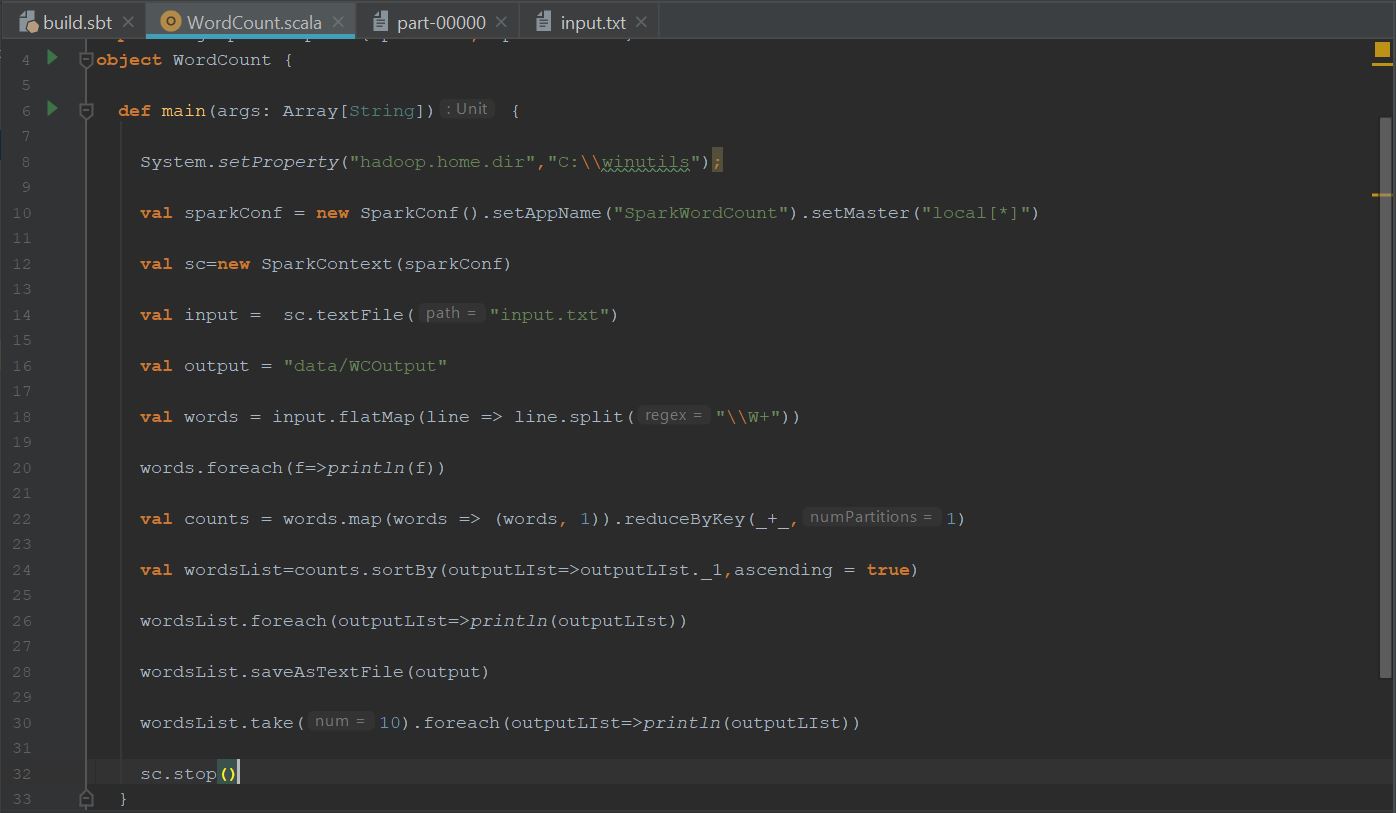 build.sbt WordCount.scala part-00000 input.txt
4 object WordCount {
5
6 def main(args: Array[String]) : Unit {
7
8 System.setProperty("hadoop.home.dir","C:\\winutils");
9
10 val sparkConf = new SparkConf().setAppName("SparkWordCount").setMaster("local[*]")
11
12 val sc=new SparkContext(sparkConf)
13
14 val input =  sc.textFile( path = "input.txt")
15
16 val output = "data/WCOutput"
17
18 val words = input.flatMap(line => line.split( regex = "\\W+"))
19
20 words.foreach(f=>println(f))
21
22 val counts = words.map(words => (words, 1)).reduceByKey(_+_, numPartitions = 1)
23
24 val wordsList=counts.sortBy(outputLIst=>outputLIst._1,ascending = true)
25
26 wordsList.foreach(outputLIst=>println(outputLIst))
27
28 wordsList.saveAsTextFile(output)
29
30 wordsList.take( num = 10).foreach(outputLIst=>println(outputLIst))
31
32 sc.stop()
33 }